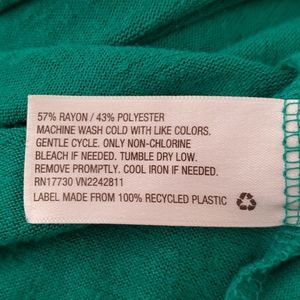 57% RAYON / 43% POLYESTER
MACHINE WASH COLD WITH LIKE COLORS.
GENTLE CYCLE. ONLY NON-CHLORINE
BLEACH IF NEEDED. TUMBLE DRY LOW.
REMOVE PROMPTLY. COOL IRON IF NEEDED.
RN17730 VN2242811
LABEL MADE FROM 100% RECYCLED PLASTIC